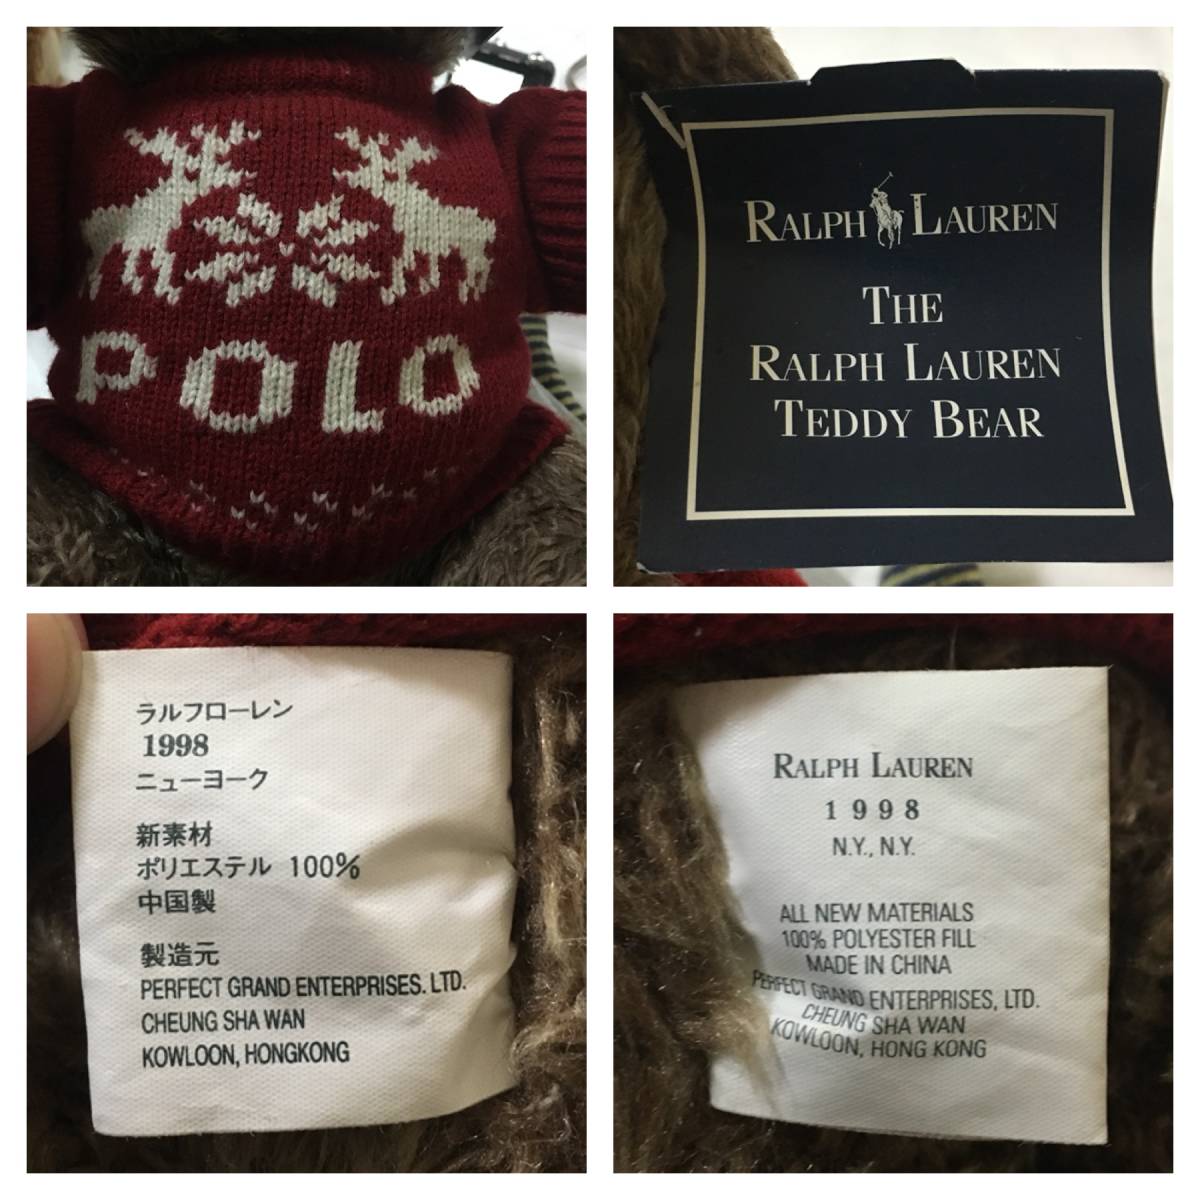 POLO
RALPH LAUREN
THE
RALPH LAUREN
TEDDY BEAR
ラルフローレン
1998
ニューヨーク
新素材
ポリエステル 100%
中国製
製造元
PERFECT GRAND ENTERPRISES. LTD.
CHEUNG SHA WAN
KOWLOON, HONGKONG
RALPH LAUREN
1998
N.Y., N.Y.
ALL NEW MATERIALS
100% POLYESTER FILL
MADE IN CHINA
PERFECT GRAND ENTERPRISES, LTD.
CHEUNG SHA WAN
KOWLOON, HONG KONG